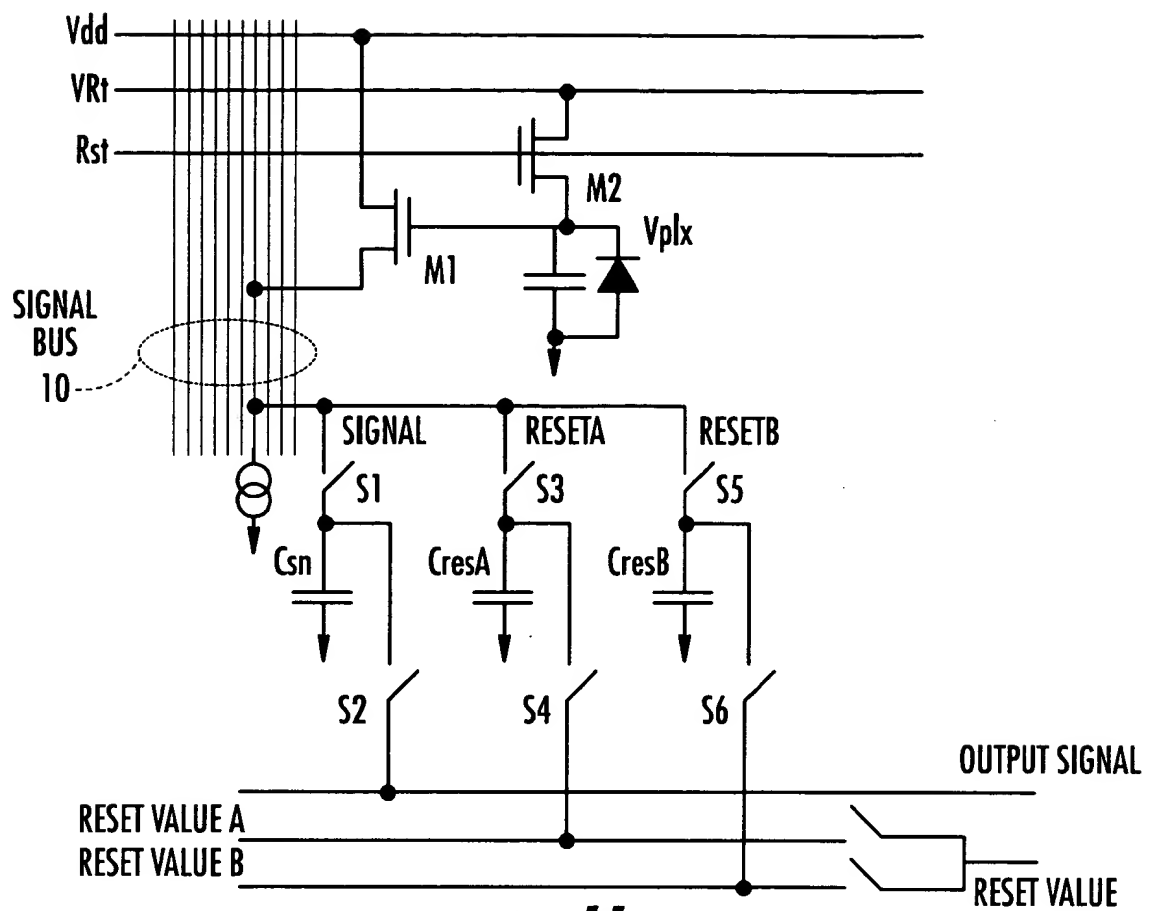 Vdd
VRt
Rst
M2
Vplx
M1
SIGNAL
BUS
10
SIGNAL
RESETA
RESETB
S1
S3
S5
Csn
CresA
CresB
S2
S4
S6
OUTPUT SIGNAL
RESET VALUE A
RESET VALUE B
RESET VALUE